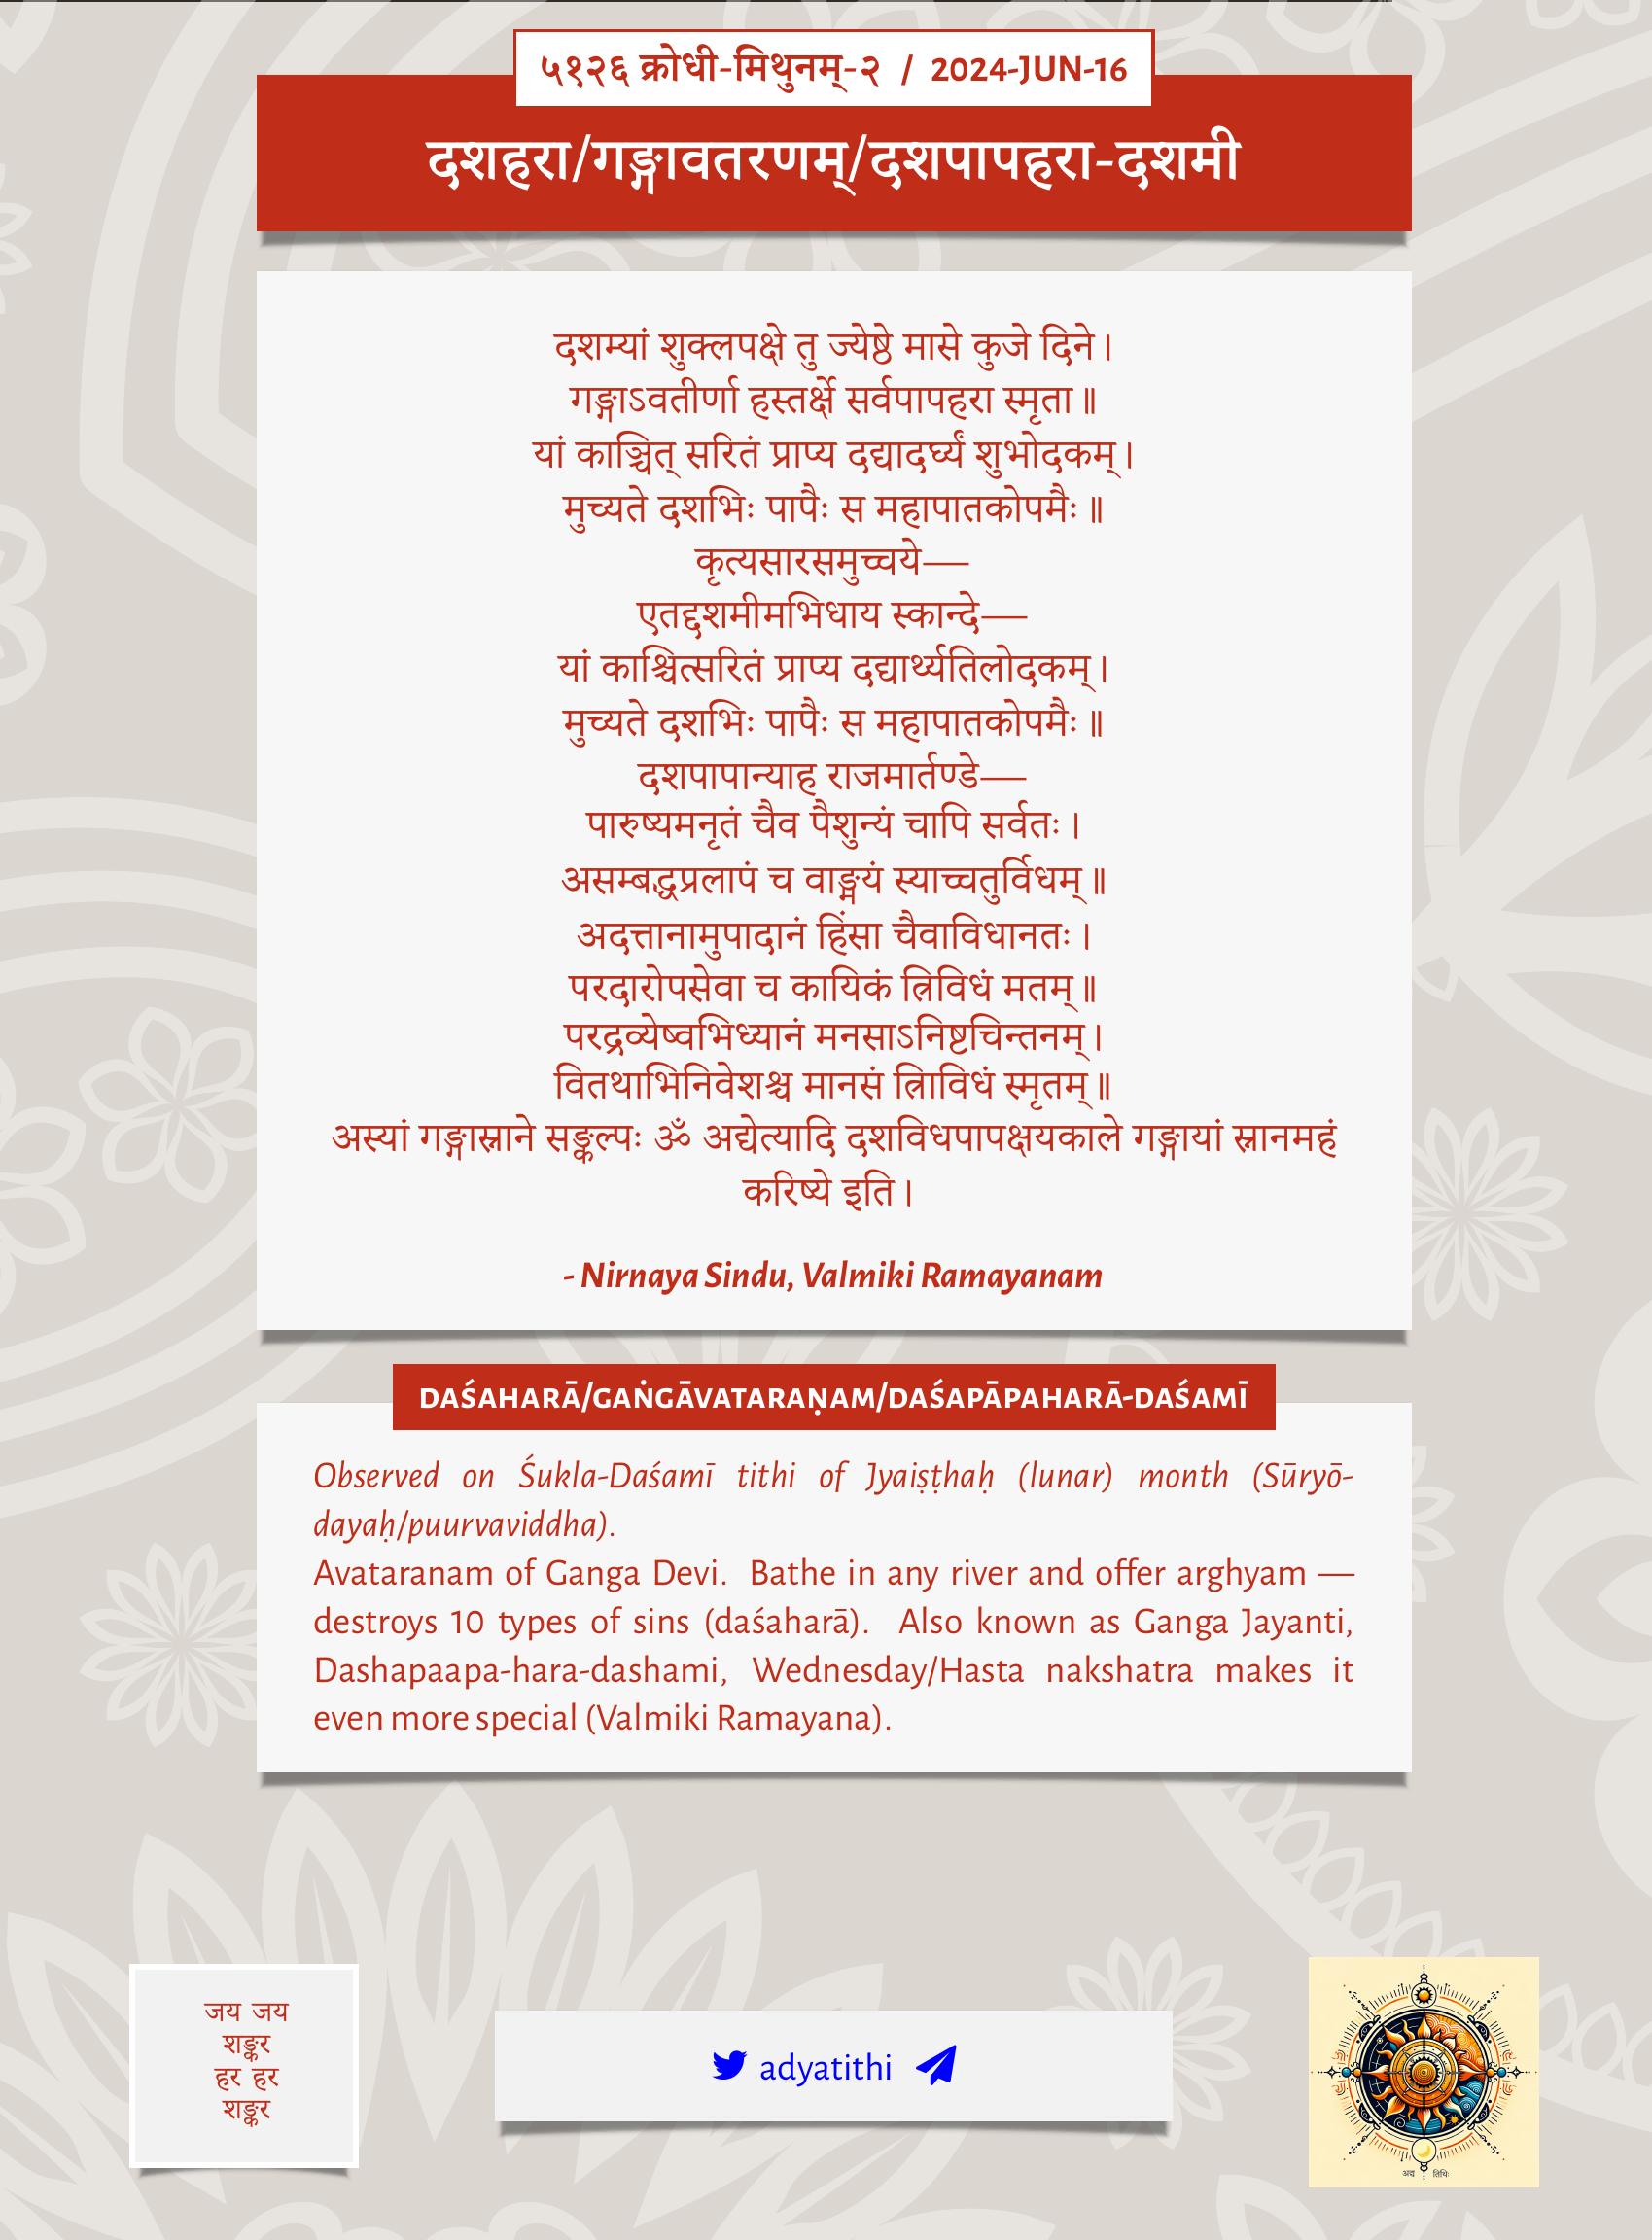 ५१२६ क्रोधी-मिथुनम्-२ / 2024-JUN-16
दशहरा/गङ्गावतरणम्/दशपापहरा-दशमी
दशम्यां शुक्लपक्षे तु ज्येष्ठे मासे कुजे दिने।
गङ्गाऽवतीर्णा हस्तर्क्षे सर्वपापहरा स्मृता॥
यां काञ्चित् सरितं प्राप्य दद्यादर्घ्यं शुभोदकम्।
मुच्यते दशभिः पापैः स महापातकोपमैः॥
कृत्यसारसमुच्चये—
एतद्दशमीमभिधाय स्कान्दे—
यां काश्चित्सरितं प्राप्य दद्यार्थ्यतिलोदकम्।
मुच्यते दशभिः पापैः स महापातकोपमैः॥
दशपापान्याह राजमार्तण्डे—
पारुष्यमनृतं चैव पैशुन्यं चापि सर्वतः।
असम्बद्धप्रलापं च वाङ्मयं स्याच्चतुर्विधम्॥
अदत्तानामुपादानं हिंसा चैवाविधानतः।
परदारोपसेवा च कायिकं त्रिविधं मतम्॥
परद्रव्येष्वभिध्यानं मनसाऽनिष्टचिन्तनम्।
वितथाभिनिवेशश्च मानसं त्रिाविधं स्मृतम्॥
अस्यां गङ्गास्नाने सङ्कल्पः ॐ अद्येत्यादि दशविधपापक्षयकाले गङ्गायां स्नानमहं
करिष्ये इति।
- Nirnaya Sindu, Valmiki Ramayanam
DAŚAHARĀ/GAṄGĀVATARAṆAM/DAŚAPĀPAHARĀ-DAŚAMĪ
Observed on Śukla-Daśamī tithi of Jyaiṣṭhaḥ (lunar) month (Sūryō-
dayaḥ/puurvaviddha).
Avataranam of Ganga Devi. Bathe in any river and offer arghyam —
destroys 10 types of sins (daśaharā). Also known as Ganga Jayanti,
Dashapaapa-hara-dashami, Wednesday/Hasta nakshatra makes it
even more special (Valmiki Ramayana).
जय जय
शङ्कर
हर हर
शङ्कर
adyatithi
अद्य तिथिः